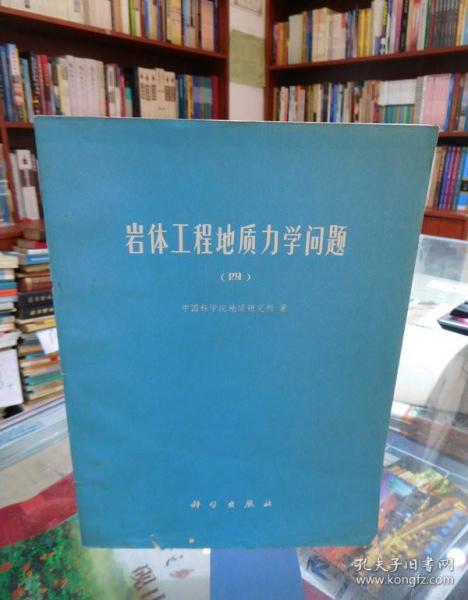 岩体工程地质力学问题
（四）
中国科学院地质研究所 著
科学出版社
孔夫子旧书网
www.kongfz.com